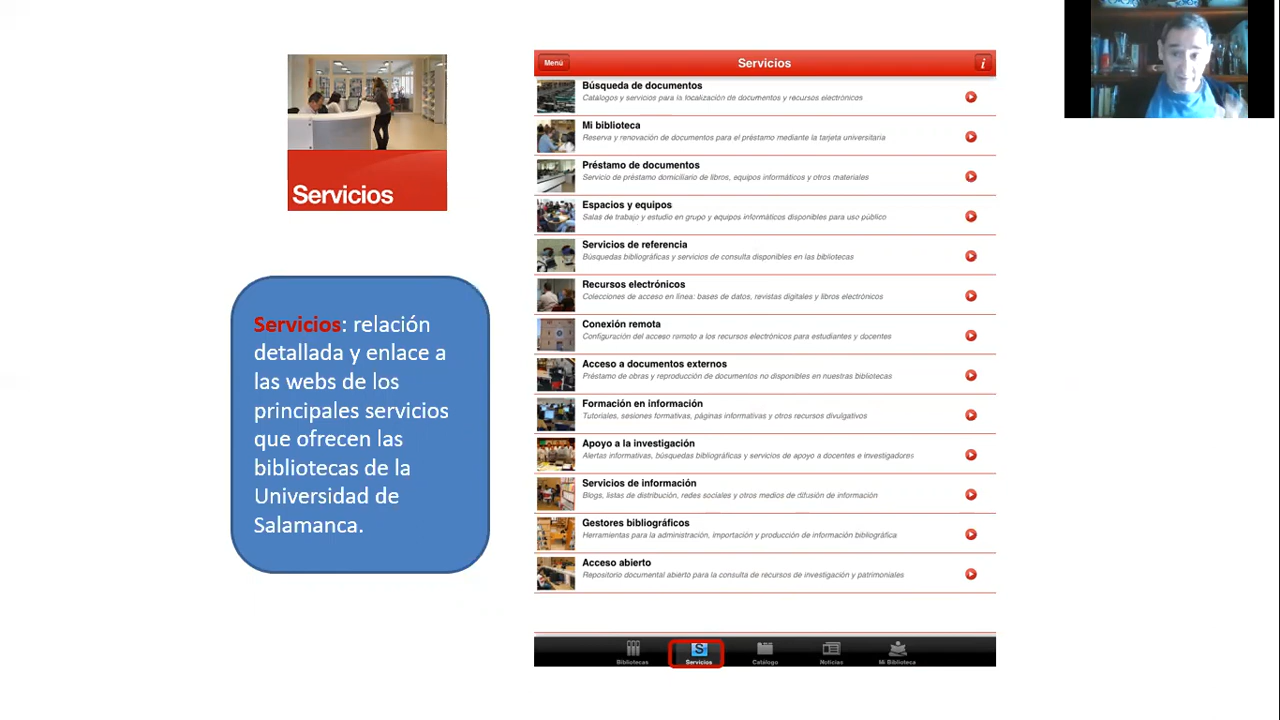 Servicios
Servicios: relación
detallada y enlace a
las webs de los
principales servicios
que ofrecen las
bibliotecas de la
Universidad de
Salamanca.
Menú
Servicios
i
Búsqueda de documentos
Catálogos y servicios para la localización de documentos y recursos electrónicos
Mi biblioteca
Reserva y renovación de documentos para el préstamo mediante la tarjeta universitaria
Préstamo de documentos
Servicio de préstamo domiciliario de libros, equipos informáticos y otros materiales
Espacios y equipos
Salas de trabajo y estudio en grupo y equipos informáticos disponibles para uso público
Servicios de referencia
Búsquedas bibliográficas y servicios de consulta disponibles en las bibliotecas
Recursos electrónicos
Colecciones de acceso en línea: bases de datos, revistas digitales y libros electrónicos
Conexión remota
Configuración del acceso remoto a los recursos electrónicos para estudiantes y docentes
Acceso a documentos externos
Préstamo de obras y reproducción de documentos no disponibles en nuestras bibliotecas
Formación en información
Tutoriales, sesiones formativas, páginas informativas y otros recursos divulgativos
Apoyo a la investigación
Alertas informativas, búsquedas bibliográficas y servicios de apoyo a docentes e investigadores
Servicios de información
Blogs, listas de distribución, redes sociales y otros medios de difusión de información
Gestores bibliográficos
Herramientas para la administración, importación y producción de información bibliográfica
Acceso abierto
Repositorio documental abierto para la consulta de recursos de investigación y patrimoniales
S
Bibliotecas Servicios Catálogo Noticias Mi Biblioteca